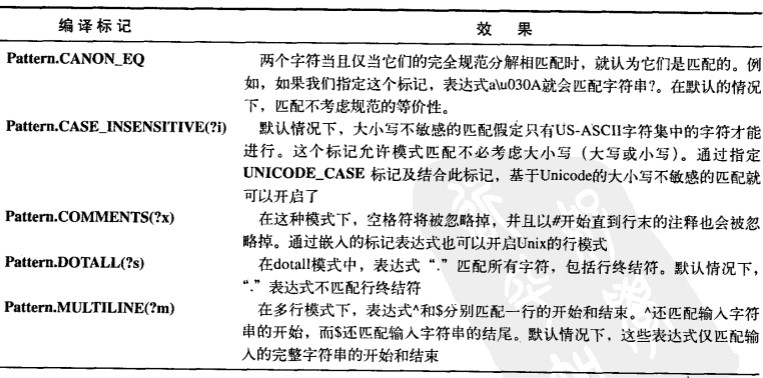 编译标记 效 果
Pattern.CANON_EQ 两个字符当且仅当它们的完全规范分解相匹配时，就认为它们是匹配的。例
如，如果我们指定这个标记，表达式a\u030A就会匹配字符串?。在默认的情况
下，匹配不考虑规范的等价性。
Pattern.CASE_INSENSITIVE(?i) 默认情况下，大小写不敏感的匹配假定只有US-ASCII字符集中的字符才能
进行。这个标记允许模式匹配不必考虑大小写（大写或小写）。通过指定
UNICODE_CASE 标记及结合此标记，基于Unicode的大小写不敏感的匹配就
可以开启了
Pattern.COMMENTS(?x) 在这种模式下，空格符将被忽略掉，并且以#开始直到行末的注释也会被忽
略掉。通过嵌入的标记表达式也可以开启Unix的行模式
Pattern.DOTALL(?s) 在dotall模式中，表达式“.”匹配所有字符，包括行终结符。默认情况下，
“.”表达式不匹配行终结符
Pattern.MULTILINE(?m) 在多行模式下，表达式^和$分别匹配一行的开始和结束。^还匹配输入字符
串的开始，而$还匹配输入字符串的结尾。默认情况下，这些表达式仅匹配输
入的完整字符串的开始和结束